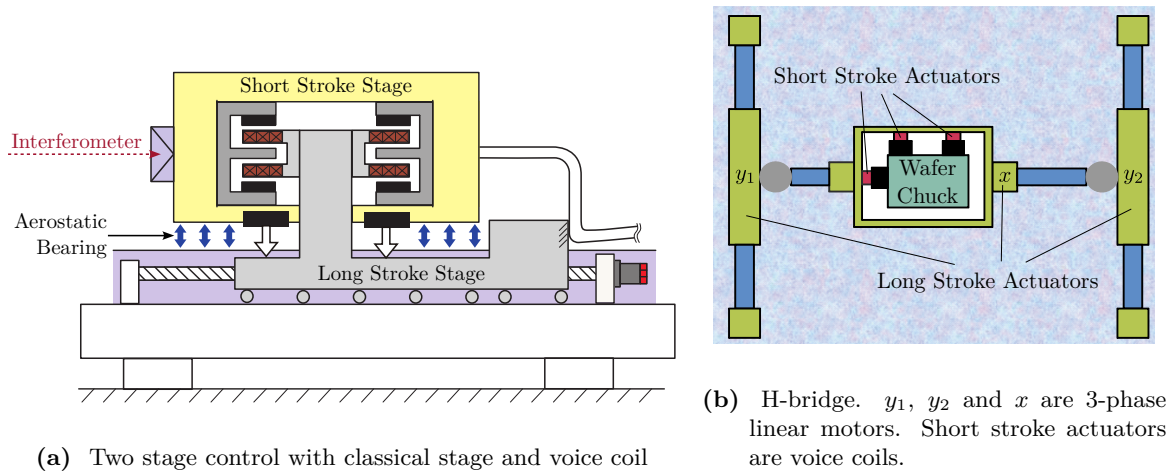 Short Stroke Stage
Interferometer
Aerostatic
Bearing
Long Stroke Stage
(a) Two stage control with classical stage and voice coil
Short Stroke
Actuators
y1
x
y2
Wafer
Chuck
Long Stroke
Actuators
(b) H-bridge. y1, y2 and x are 3-phase
linear motors. Short stroke actuators
are voice coils.